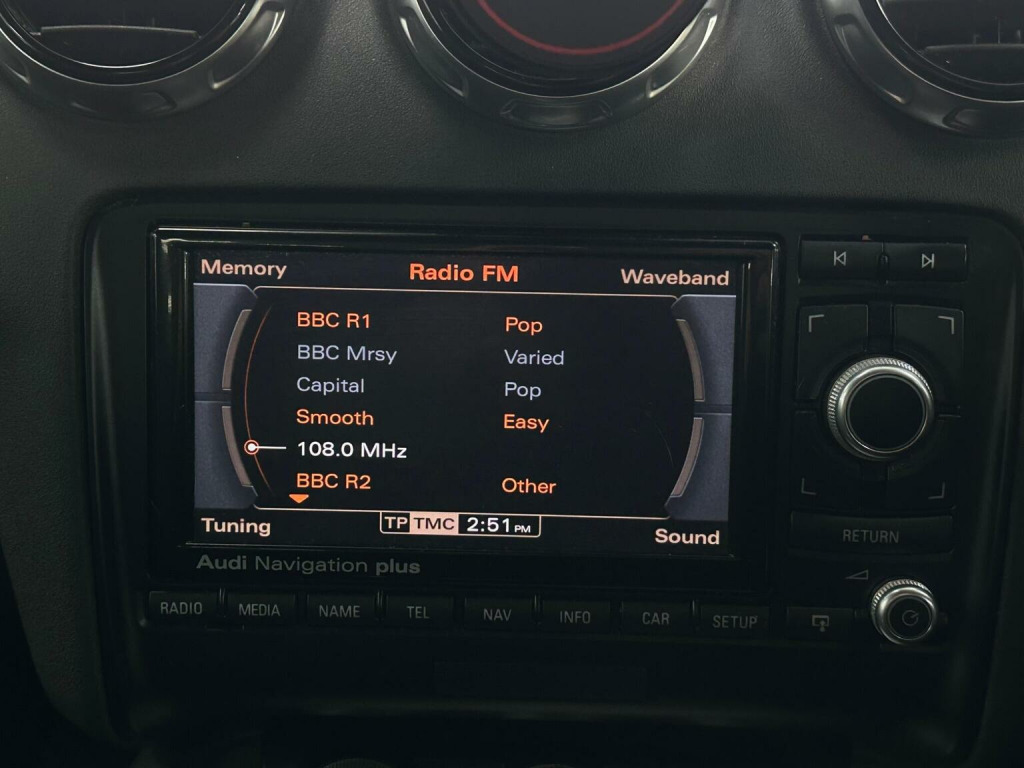 Memory Radio FM Waveband
BBC R1 Pop
BBC Mrsy Varied
Capital Pop
Smooth Easy
108.0 MHz
BBC R2 Other
Tuning TP TMC 2:51 PM Sound
RETURN
Audi Navigation plus
RADIO MEDIA NAME TEL NAV INFO CAR SETUP